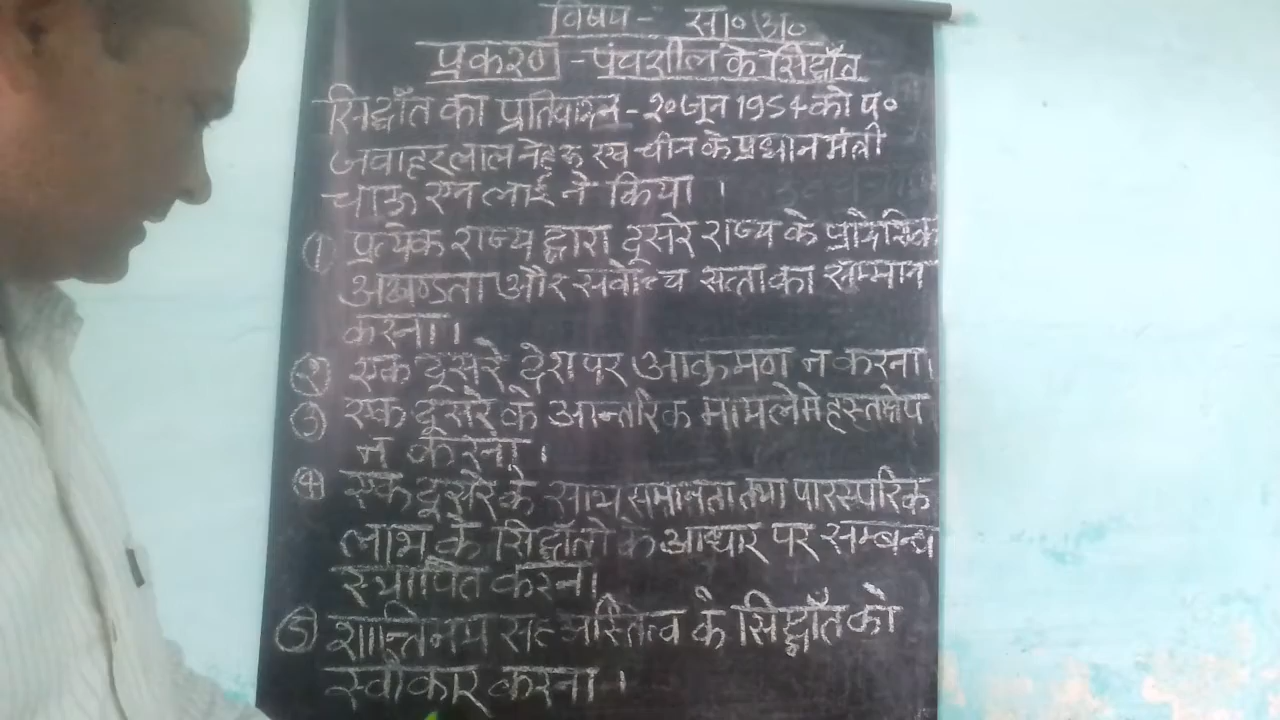 विषय - सा० अ०
प्रकरण - पंचशील के सिद्धाँत
सिद्धाँत का प्रतिपादन - २० जून 1954 को प०
जवाहरलाल नेहरू एव चीन के प्रधान मंत्री
चाऊ एन लाई ने किया ।
① प्रत्येक राज्य द्वारा दूसरे राज्य के प्रादेशिक
अखण्डता और सर्वोच्च सत्ता का सम्मान
करना।
② एक दूसरे देश पर आक्रमण न करना।
③ एक दूसरे के आन्तरिक मामले मे हस्तक्षेप
न करना ।
④ एक दूसरे के साथ समानता तथा पारस्परिक
लाभ के सिद्धाँतो के आधार पर सम्बन्ध
स्थापित करना।
⑤ शान्तिमय सह अस्तित्व के सिद्धाँत को
स्वीकार करना ।